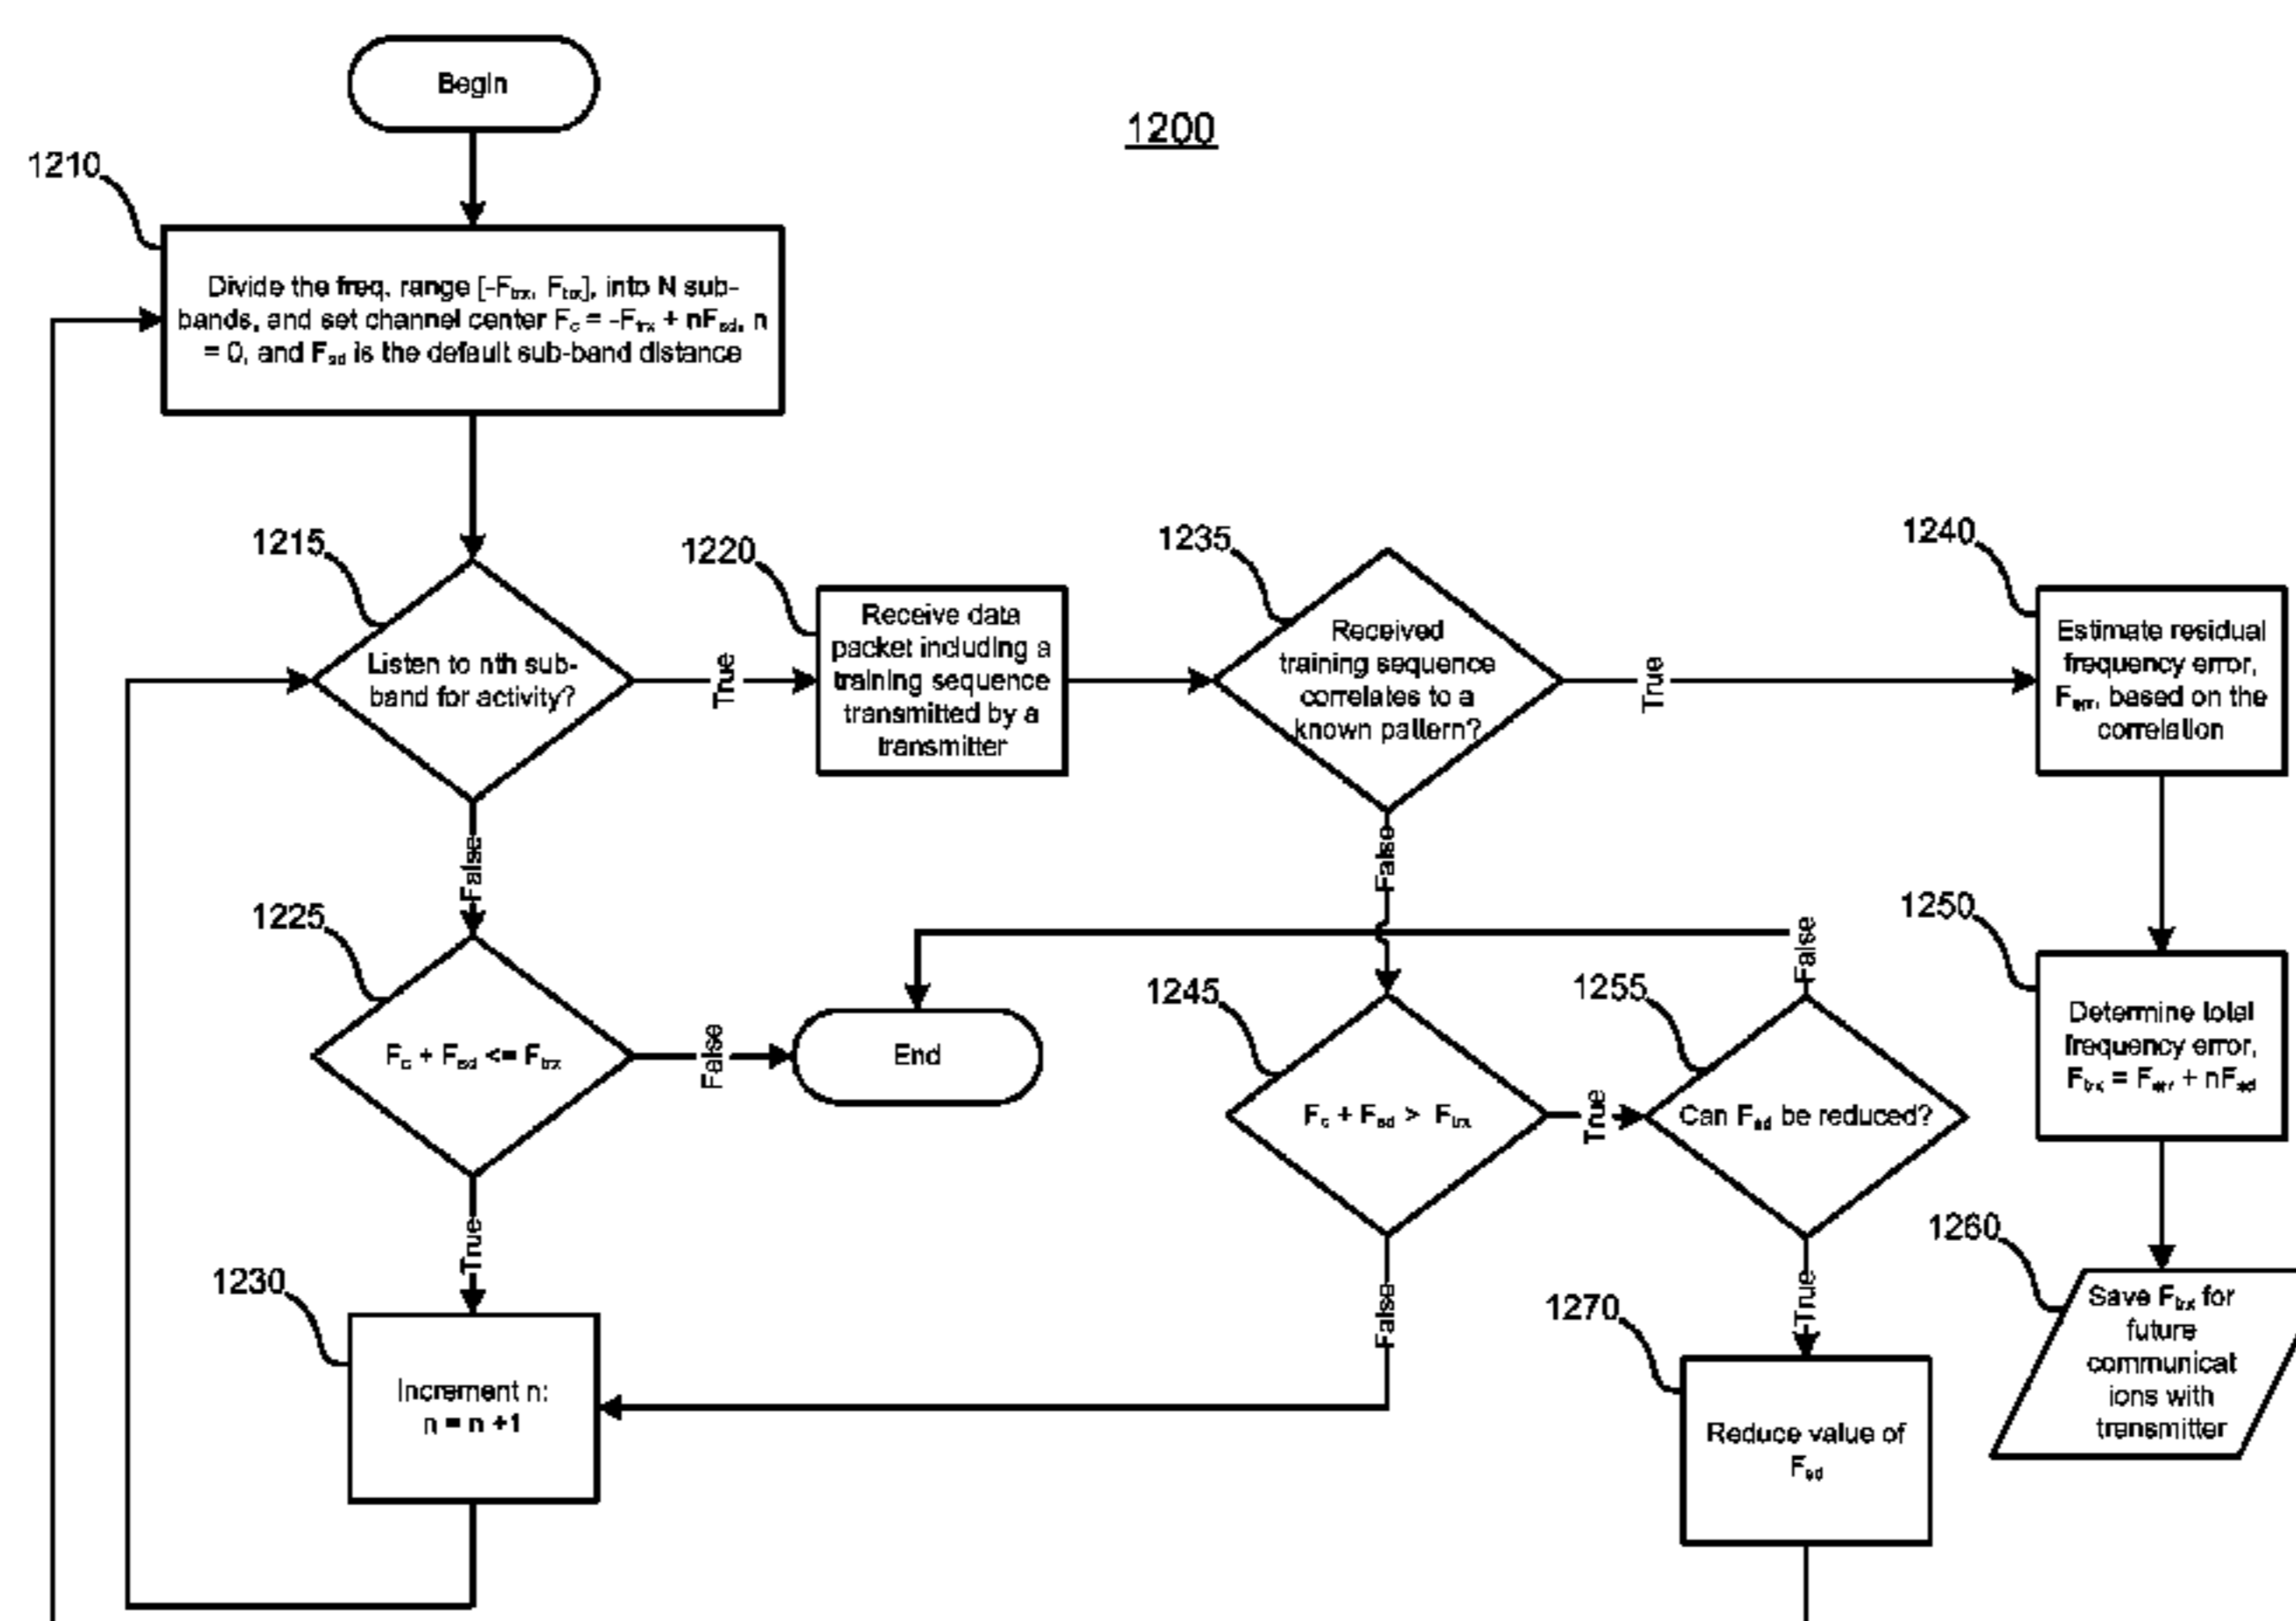 Begin
1200
1210
Divide the freq. range [-Ftrx, Ftrx], into N sub-
bands, and set channel center Fc = -Ftrx + nFsd, n
= 0, and Fsd is the default sub-band distance
1215
Listen to nth sub-
band for activity?
True
False
1220
Receive data
packet including a
training sequence
transmitted by a
transmitter
1235
Received
training sequence
correlates to a
known pattern?
True
False
1240
Estimate residual
frequency error,
Ferr, based on the
correlation
1225
Fc + Fsd <= Ftrx
False
True
End
1245
Fc + Fsd > Ftrx
True
False
1255
Can Fsd be reduced?
False
True
1250
Determine total
frequency error,
Ftrx = Ferr + nFsd
1230
Increment n:
n = n +1
1270
Reduce value of
Fsd
1260
Save Ftrx for
future
communicat
ions with
transmitter